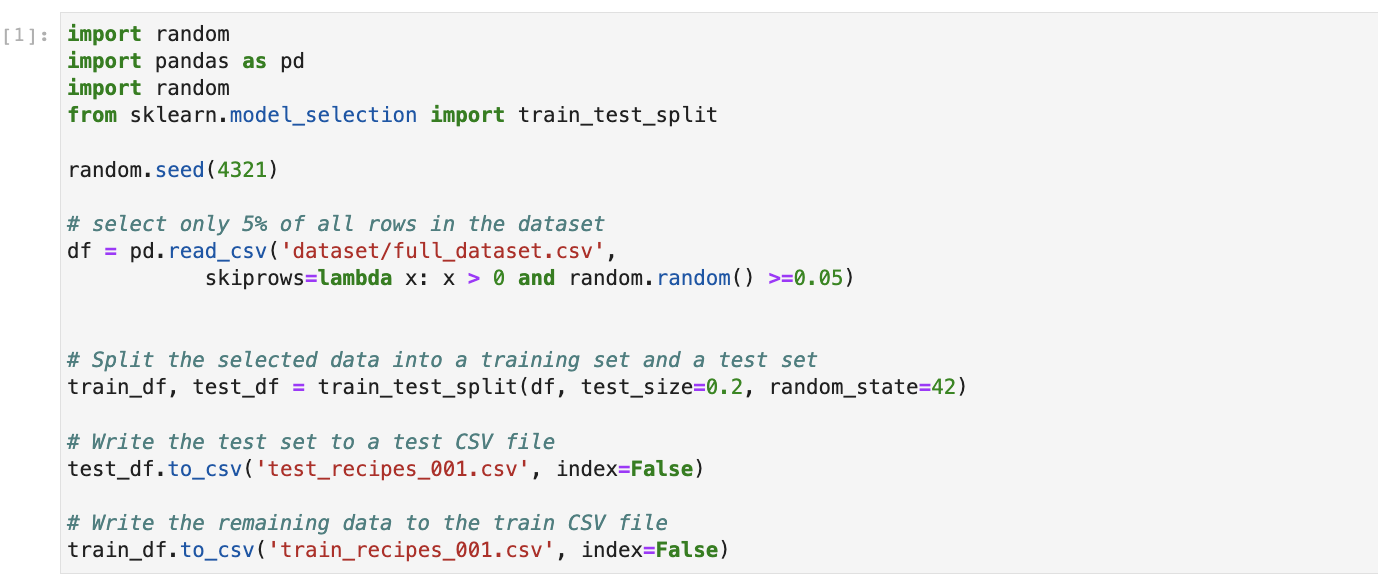 [1]:
import random
import pandas as pd
import random
from sklearn.model_selection import train_test_split
random.seed(4321)
# select only 5% of all rows in the dataset
df = pd.read_csv('dataset/full_dataset.csv',
           skiprows=lambda x: x > 0 and random.random() >=0.05)
# Split the selected data into a training set and a test set
train_df, test_df = train_test_split(df, test_size=0.2, random_state=42)
# Write the test set to a test CSV file
test_df.to_csv('test_recipes_001.csv', index=False)
# Write the remaining data to the train CSV file
train_df.to_csv('train_recipes_001.csv', index=False)